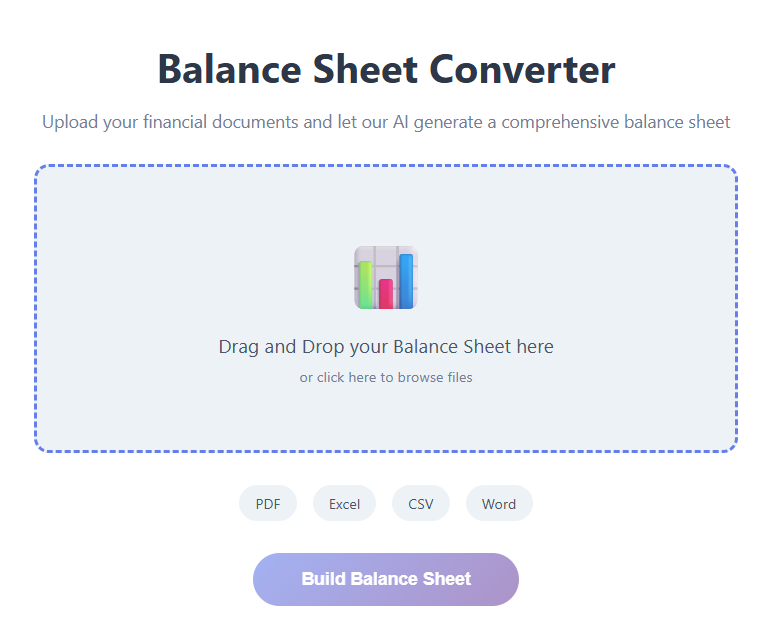 Balance Sheet Converter
Upload your financial documents and let our AI generate a comprehensive balance sheet
Drag and Drop your Balance Sheet here
or click here to browse files
PDF Excel CSV Word
Build Balance Sheet